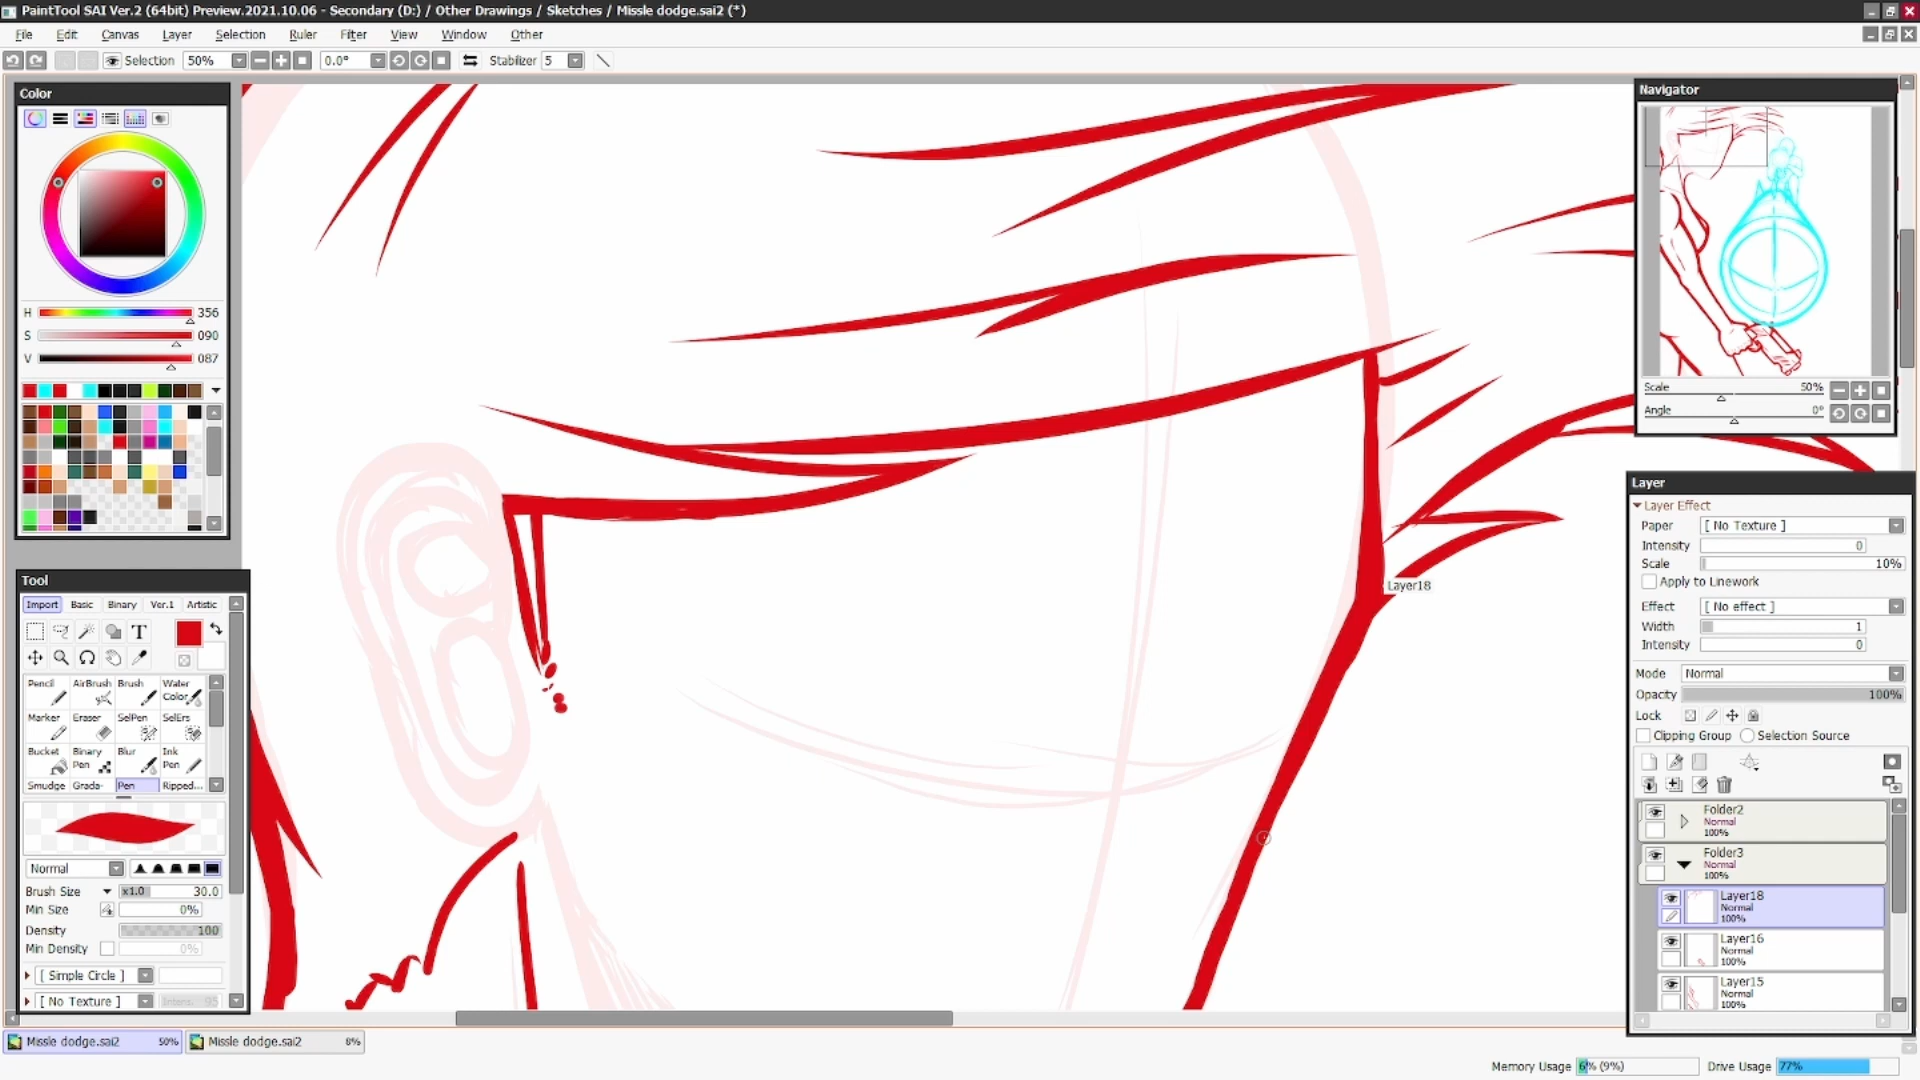 PaintTool SAI Ver.2 (64bit) Preview.2021.10.06 - Secondary (D:) / Other Drawings / Sketches / Missle dodge.sai2 (*)
File Edit Canvas Layer Selection Ruler Filter View Window Other
Selection 50% 0.0° Stabilizer 5
Color
H 356
S 090
V 087
Tool
Import Basic Binary Ver.1 Artistic
T
Pencil AirBrush Brush Water Color
Marker Eraser SelPen SelErs
Bucket Binary Pen Blur Ink Pen
Smudge Grada- Pen Ripped...
Normal
Brush Size x1.0 30.0
Min Size 0%
Density 100
Min Density 0%
[ Simple Circle ]
[ No Texture ] Intens. 95
Layer18
Navigator
Scale 50%
Angle 0°
Layer
Layer Effect
Paper [ No Texture ]
Intensity 0
Scale 10%
Apply to Linework
Effect [ No effect ]
Width 1
Intensity 0
Mode Normal
Opacity 100%
Lock
Clipping Group Selection Source
Folder2
Normal
100%
Folder3
Normal
100%
Layer18
Normal
100%
Layer16
Normal
100%
Layer15
Normal
100%
Missle dodge.sai2 50% Missle dodge.sai2 8%
Memory Usage 6% (9%) Drive Usage 77%